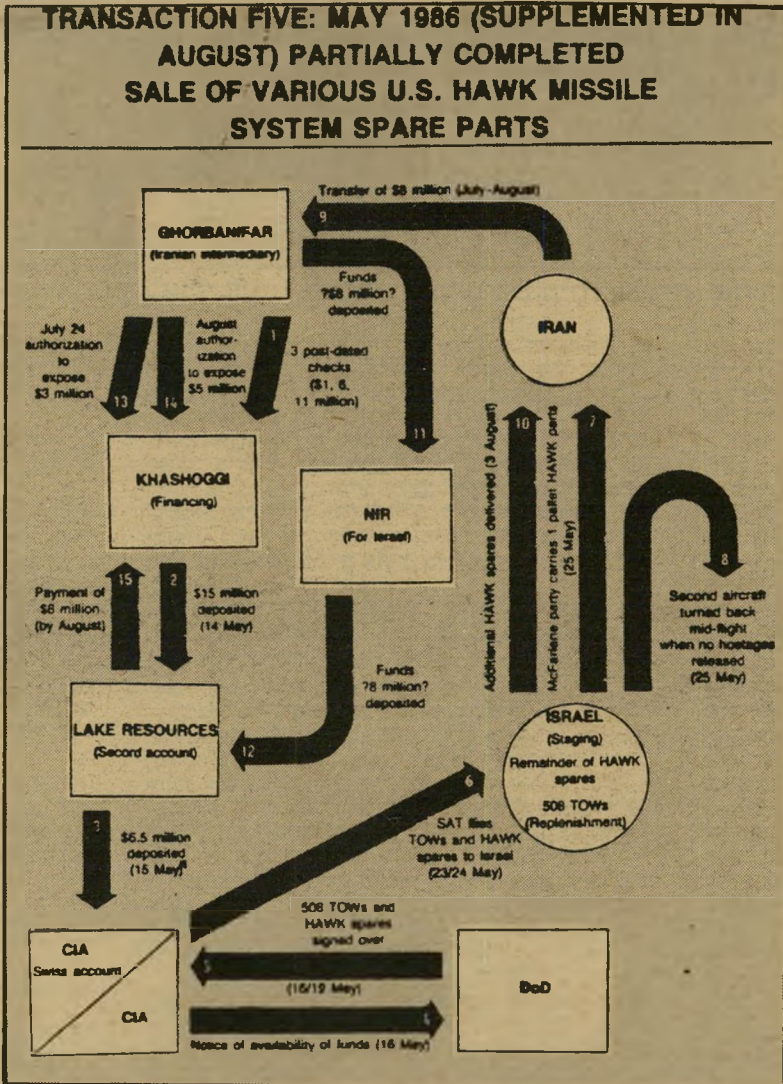 TRANSACTION FIVE: MAY 1986 (SUPPLEMENTED IN
AUGUST) PARTIALLY COMPLETED
SALE OF VARIOUS U.S. HAWK MISSILE
SYSTEM SPARE PARTS
Transfer of $8 million (July-August)
9
GHORBANIFAR
(Iranian intermediary)
Funds
?$8 million?
deposited
IRAN
July 24
authorization
to
expose
$3 million
13
August
author-
ization
to expose
$5 million
14
1
3 post-dated
checks
($1, 6,
11 million)
11
KHASHOGGI
(Financing)
NIR
(For Israel)
Additional HAWK spares delivered (3 August)
10
McFarlene party carries 1 pallet HAWK parts
(25 May)
7
8
Second aircraft
turned back
mid-flight
when no hostages
released
(25 May)
Payment of
$8 million
(by August)
15
2
$15 million
deposited
(14 May)
Funds
?8 million?
deposited
12
LAKE RESOURCES
(Secord account)
ISRAEL
(Staging)
Remainder of HAWK
spares
508 TOWs
(Replenishment)
3
$6.5 million
deposited
(15 May)
6
SAT flies
TOWs and HAWK
spares to Israel
(23/24 May)
508 TOWs and
HAWK spares
signed over
5
(16/19 May)
CIA
Swiss account
CIA
DoD
4
Notice of availability of funds (16 May)